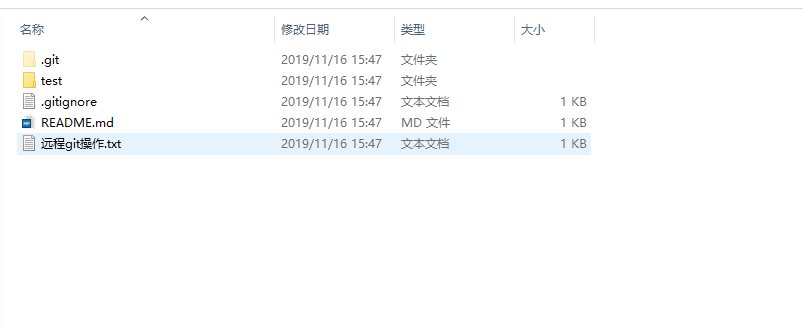 名称 修改日期 类型 大小
.git 2019/11/16 15:47 文件夹
test 2019/11/16 15:47 文件夹
.gitignore 2019/11/16 15:47 文本文档 1 KB
README.md 2019/11/16 15:47 MD 文件 1 KB
远程git操作.txt 2019/11/16 15:47 文本文档 1 KB